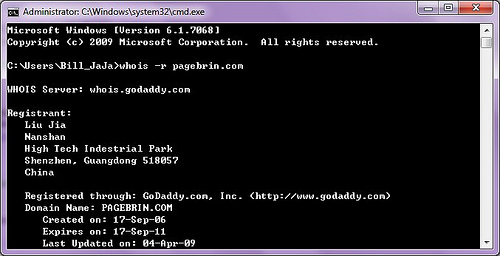 Administrator: C:\Windows\system32\cmd.exe
Microsoft Windows [Version 6.1.7068]
Copyright (c) 2009 Microsoft Corporation.  All rights reserved.
C:\Users\Bill_JaJa>whois -r pagebrin.com
WHOIS Server: whois.godaddy.com
Registrant:
Liu Jia
Nanshan
High Tech Indestrial Park
Shenzhen, Guangdong 518057
China
Registered through: GoDaddy.com, Inc. (http://www.godaddy.com)
Domain Name: PAGEBRIN.COM
Created on: 17-Sep-06
Expires on: 17-Sep-11
Last Updated on: 04-Apr-09